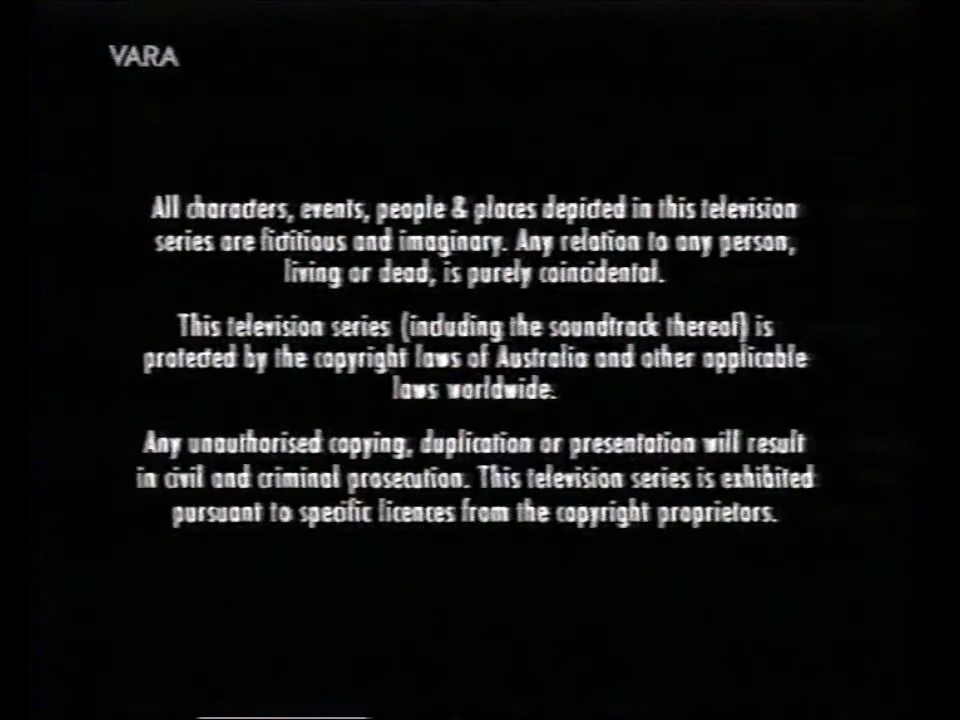 VARA
All characters, events, people & places depicted in this television
series are fictitious and imaginary. Any relation to any person,
living or dead, is purely coincidental.
This television series (including the soundtrack thereof) is
protected by the copyright laws of Australia and other applicable
laws worldwide.
Any unauthorised copying, duplication or presentation will result
in civil and criminal prosecution. This television series is exhibited
pursuant to specific licences from the copyright proprietors.